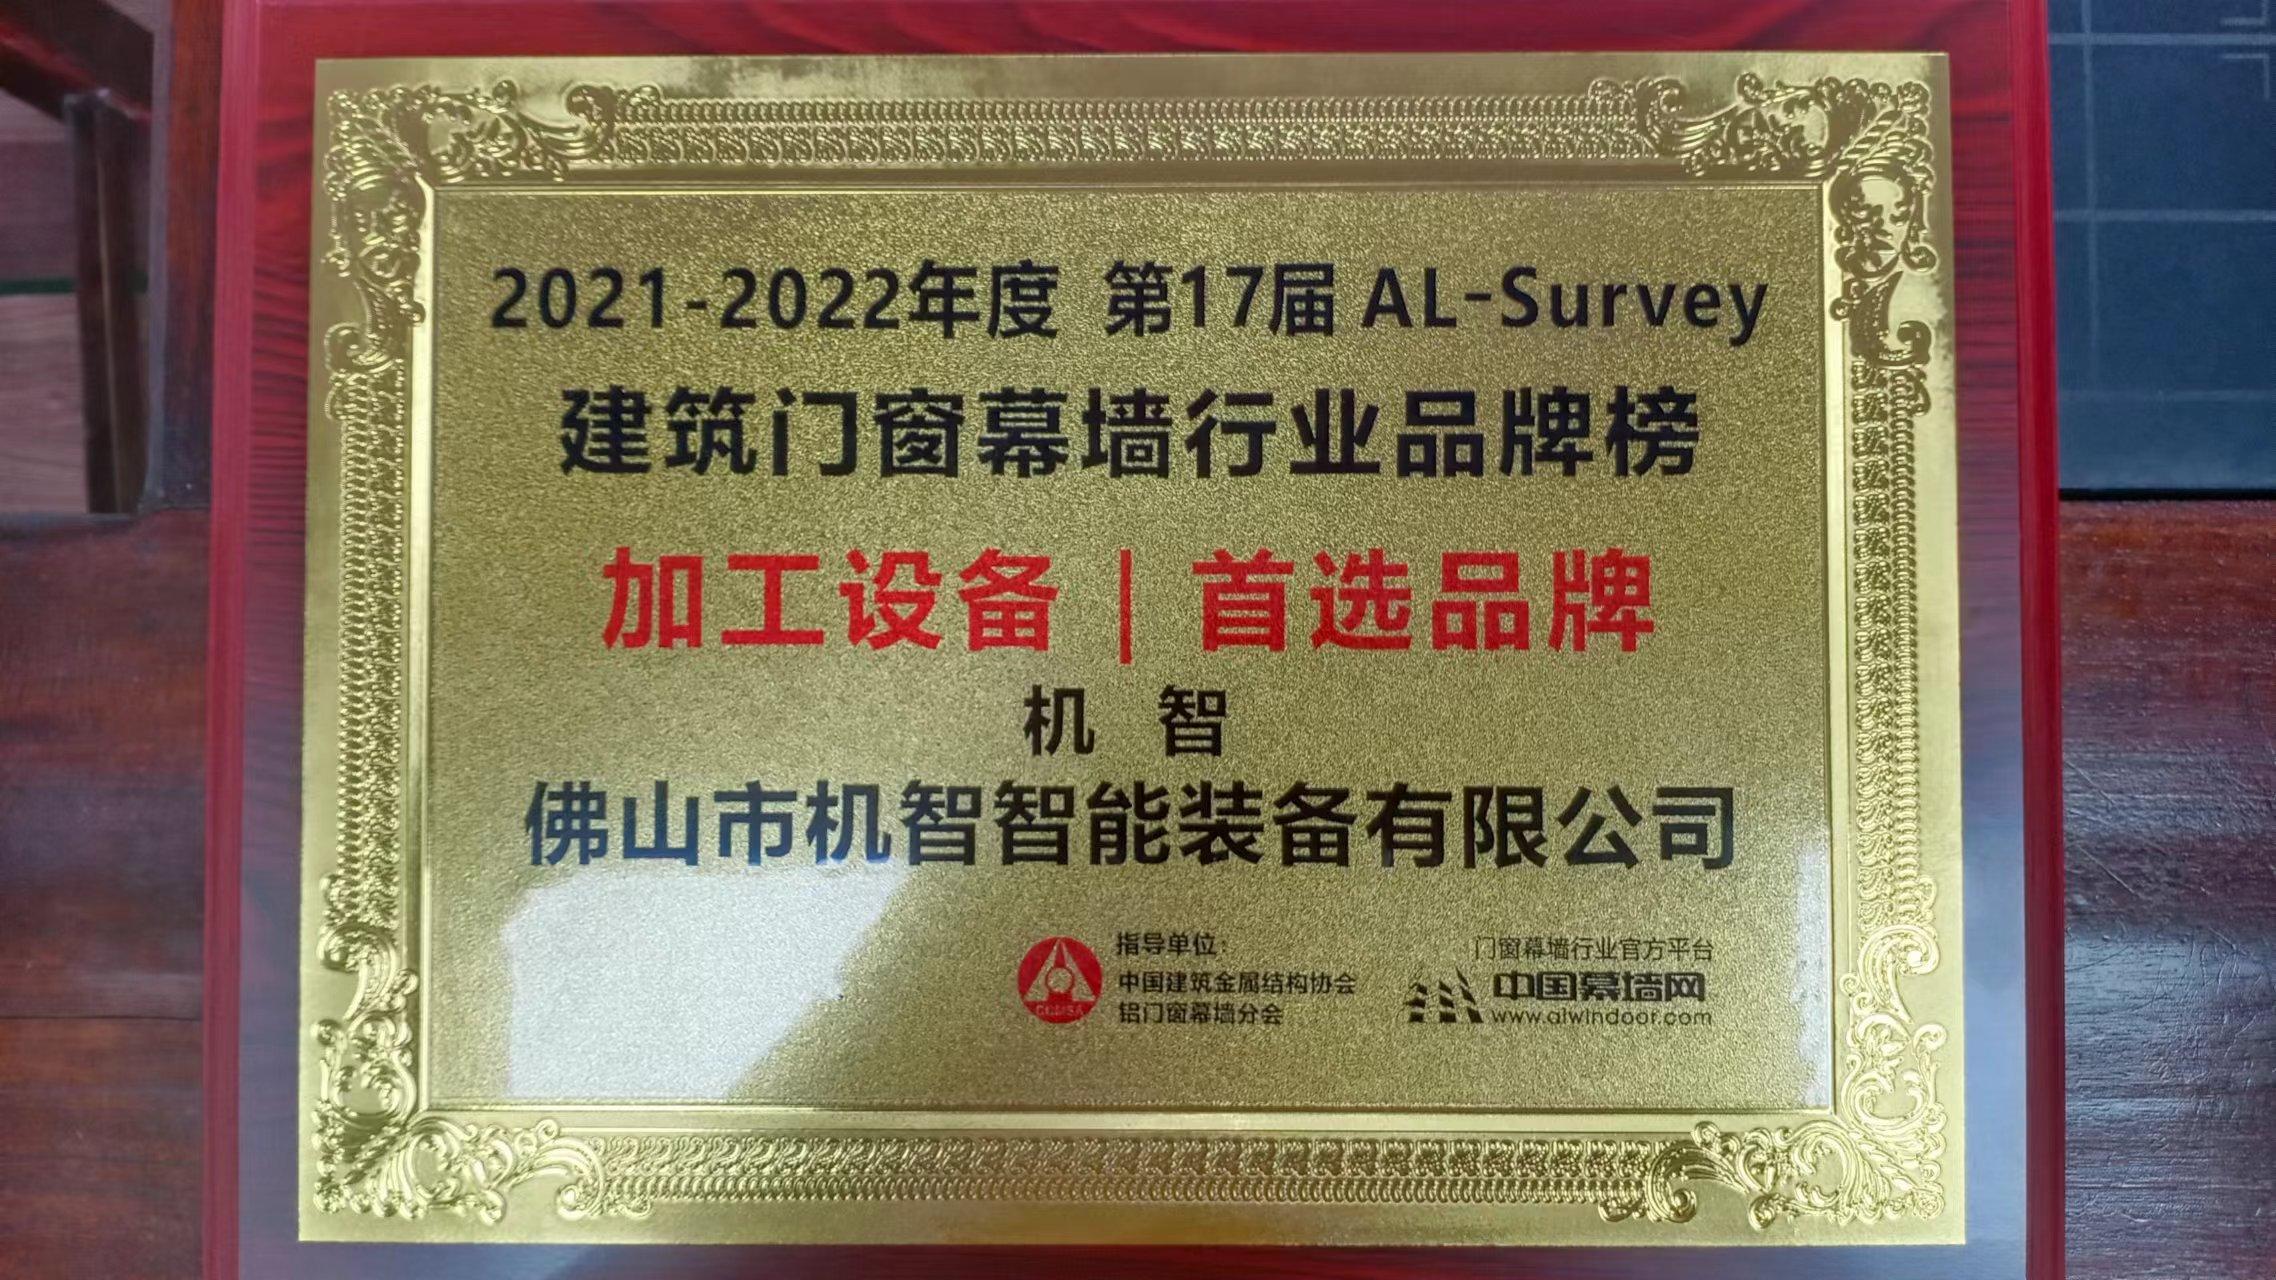 2021-2022年度 第17届 AL-Survey
建筑门窗幕墙行业品牌榜
加工设备｜首选品牌
机 智
佛山市机智智能装备有限公司
指导单位：
中国建筑金属结构协会
铝门窗幕墙分会
CCMSA
门窗幕墙行业官方平台
中国幕墙网
www.alwindoor.com